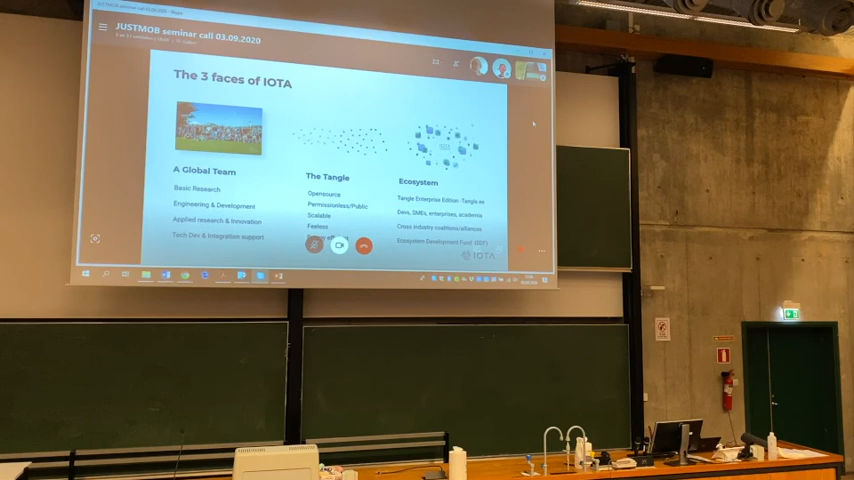 JUSTMOB seminar call 03.09.2020
The 3 faces of IOTA
A Global Team
Basic Research
Engineering & Development
Applied research & Innovation
Tech Dev & Integration support
The Tangle
Opensource
Permissionless/Public
Scalable
Feeless
Ecosystem
Tangle Enterprise Edition - Tangle.ee
Devs, SMEs, enterprises, academia
Cross industry coalitions/alliances
Ecosystem Development Fund (EDF)
IOTA